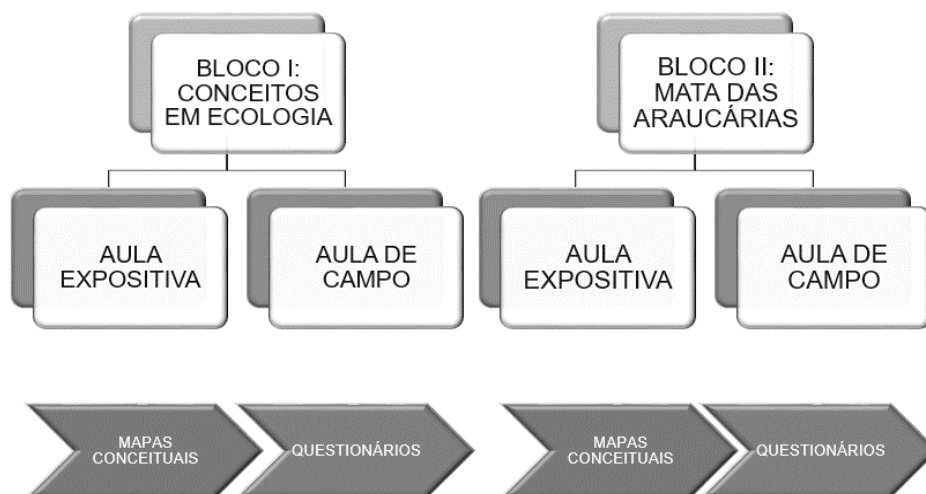 BLOCO I:
CONCEITOS
EM ECOLOGIA
BLOCO II:
MATA DAS
ARAUCÁRIAS
AULA
EXPOSITIVA
AULA DE
CAMPO
AULA
EXPOSITIVA
AULA DE
CAMPO
MAPAS
CONCEITUAIS
QUESTIONÁRIOS
MAPAS
CONCEITUAIS
QUESTIONÁRIOS